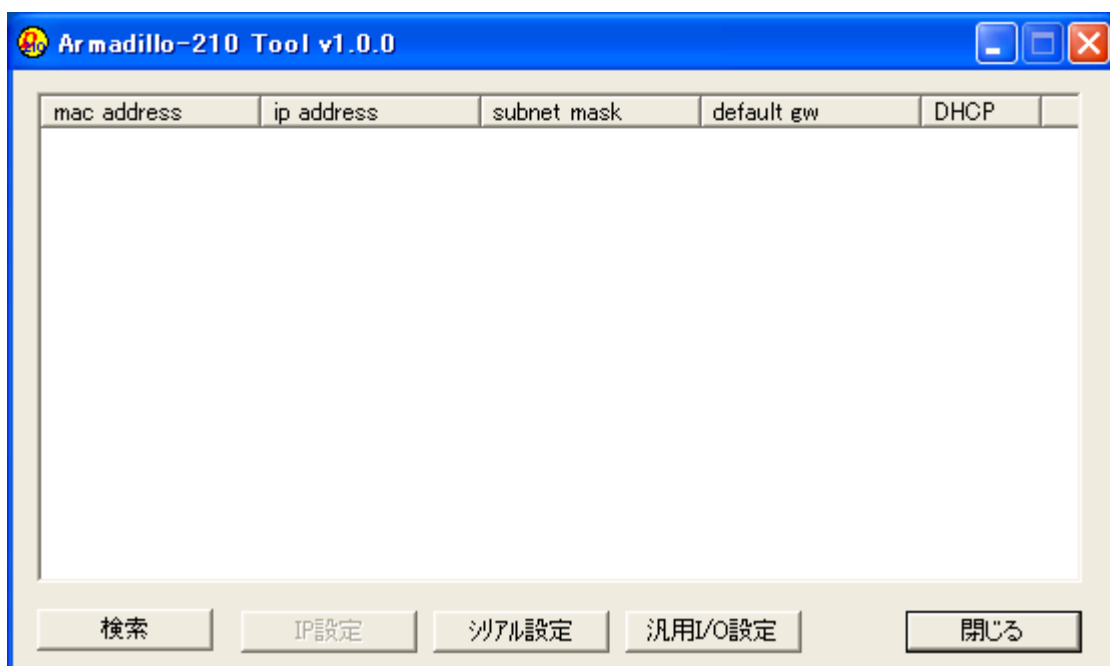 Armadillo-210 Tool v1.0.0
mac address ip address subnet mask default gw DHCP
検索 IP設定 シリアル設定 汎用I/O設定 閉じる